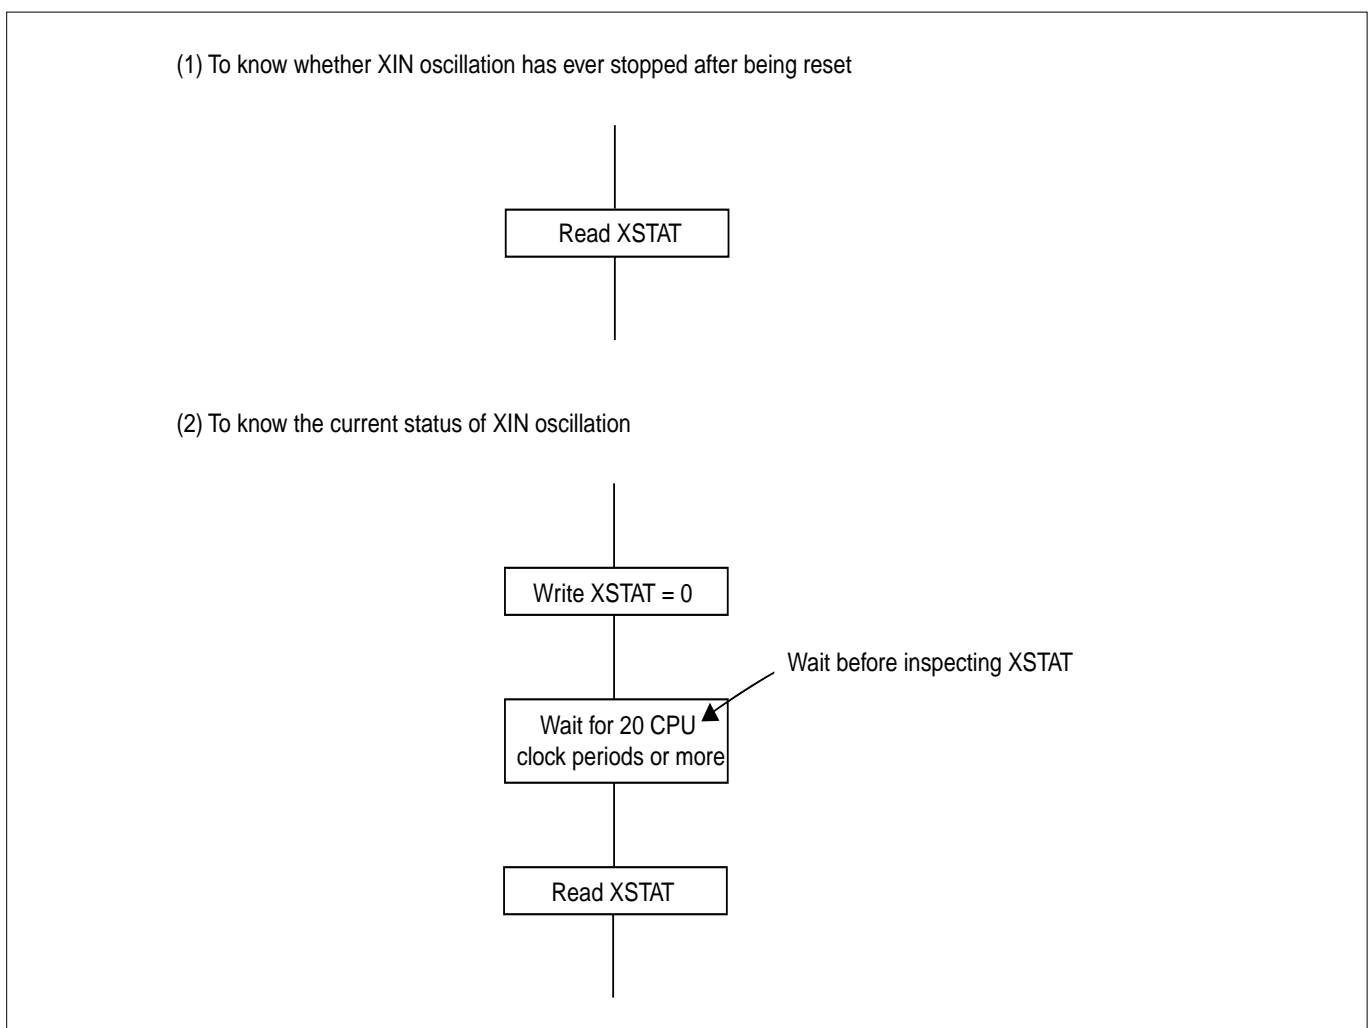 (1) To know whether XIN oscillation has ever stopped after being reset
Read XSTAT
(2) To know the current status of XIN oscillation
Write XSTAT = 0
Wait before inspecting XSTAT
Wait for 20 CPU
clock periods or more
Read XSTAT